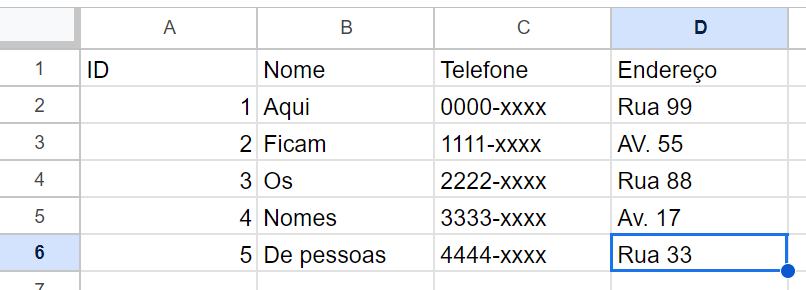 A B C D
1 ID Nome Telefone Endereço
2 1 Aqui 0000-xxxx Rua 99
3 2 Ficam 1111-xxxx AV. 55
4 3 Os 2222-xxxx Rua 88
5 4 Nomes 3333-xxxx Av. 17
6 5 De pessoas 4444-xxxx Rua 33
7